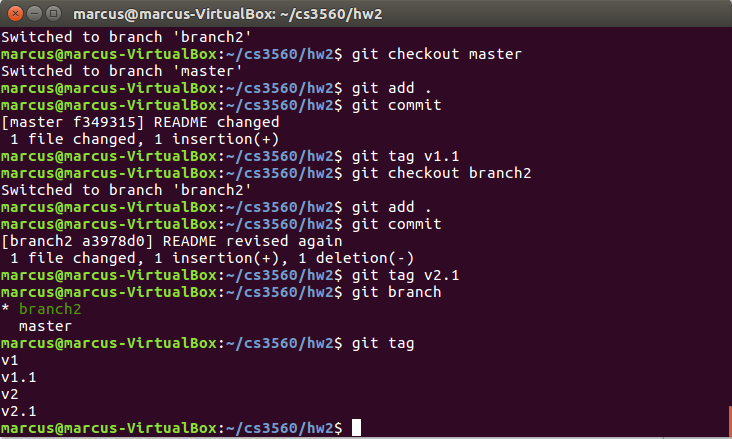 marcus@marcus-VirtualBox: ~/cs3560/hw2
Switched to branch 'branch2'
marcus@marcus-VirtualBox:~/cs3560/hw2$ git checkout master
Switched to branch 'master'
marcus@marcus-VirtualBox:~/cs3560/hw2$ git add .
marcus@marcus-VirtualBox:~/cs3560/hw2$ git commit
[master f349315] README changed
 1 file changed, 1 insertion(+)
marcus@marcus-VirtualBox:~/cs3560/hw2$ git tag v1.1
marcus@marcus-VirtualBox:~/cs3560/hw2$ git checkout branch2
Switched to branch 'branch2'
marcus@marcus-VirtualBox:~/cs3560/hw2$ git add .
marcus@marcus-VirtualBox:~/cs3560/hw2$ git commit
[branch2 a3978d0] README revised again
 1 file changed, 1 insertion(+), 1 deletion(-)
marcus@marcus-VirtualBox:~/cs3560/hw2$ git tag v2.1
marcus@marcus-VirtualBox:~/cs3560/hw2$ git branch
* branch2
  master
marcus@marcus-VirtualBox:~/cs3560/hw2$ git tag
v1
v1.1
v2
v2.1
marcus@marcus-VirtualBox:~/cs3560/hw2$